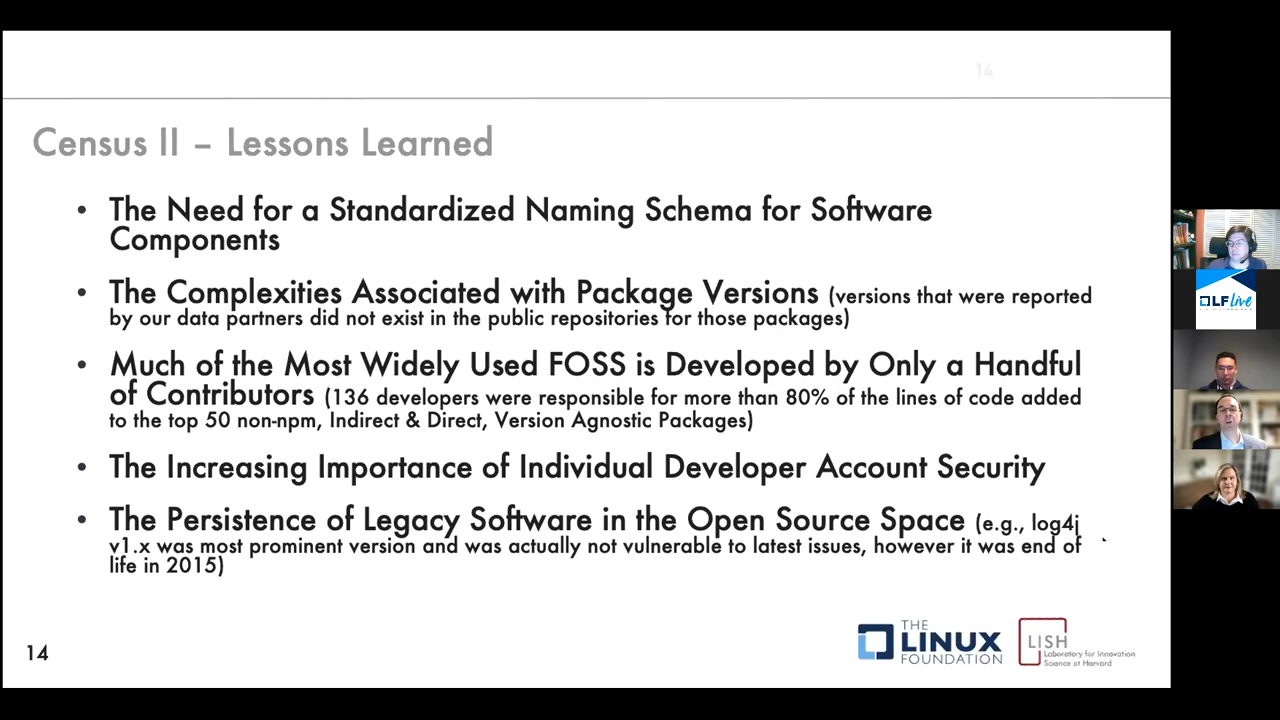 14
Census II – Lessons Learned
• The Need for a Standardized Naming Schema for Software
Components
• The Complexities Associated with Package Versions (versions that were reported
by our data partners did not exist in the public repositories for those packages)
• Much of the Most Widely Used FOSS is Developed by Only a Handful
of Contributors (136 developers were responsible for more than 80% of the lines of code added
to the top 50 non-npm, Indirect & Direct, Version Agnostic Packages)
• The Increasing Importance of Individual Developer Account Security
• The Persistence of Legacy Software in the Open Source Space (e.g., log4j
v1.x was most prominent version and was actually not vulnerable to latest issues, however it was end of
life in 2015)
14
THE
LINUX
FOUNDATION
LISH
Laboratory for Innovation
Science at Harvard
LF Live